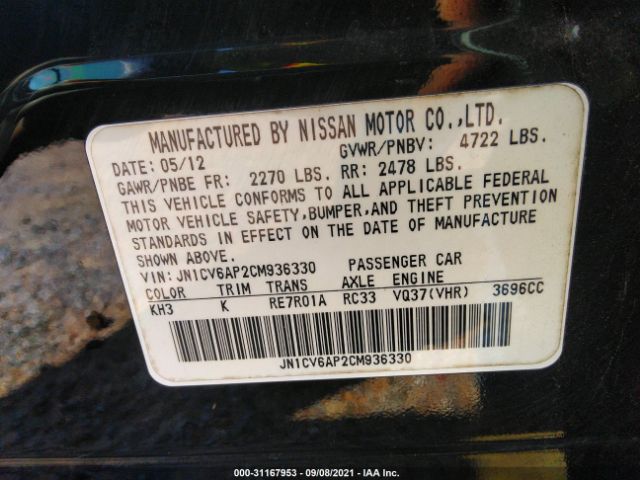 MANUFACTURED BY NISSAN MOTOR CO.,LTD.
DATE: 05/12 GVWR/PNBV: 4722 LBS.
GAWR/PNBE FR: 2270 LBS. RR: 2478 LBS.
THIS VEHICLE CONFORMS TO ALL APPLICABLE FEDERAL
MOTOR VEHICLE SAFETY,BUMPER,AND THEFT PREVENTION
STANDARDS IN EFFECT ON THE DATE OF MANUFACTURE
SHOWN ABOVE.
VIN: JN1CV6AP2CM936330 PASSENGER CAR
COLOR TRIM TRANS AXLE ENGINE
KH3 K RE7R01A RC33 VQ37(VHR) 3696CC
JN1CV6AP2CM936330
000-31167953 - 09/08/2021 - IAA Inc.